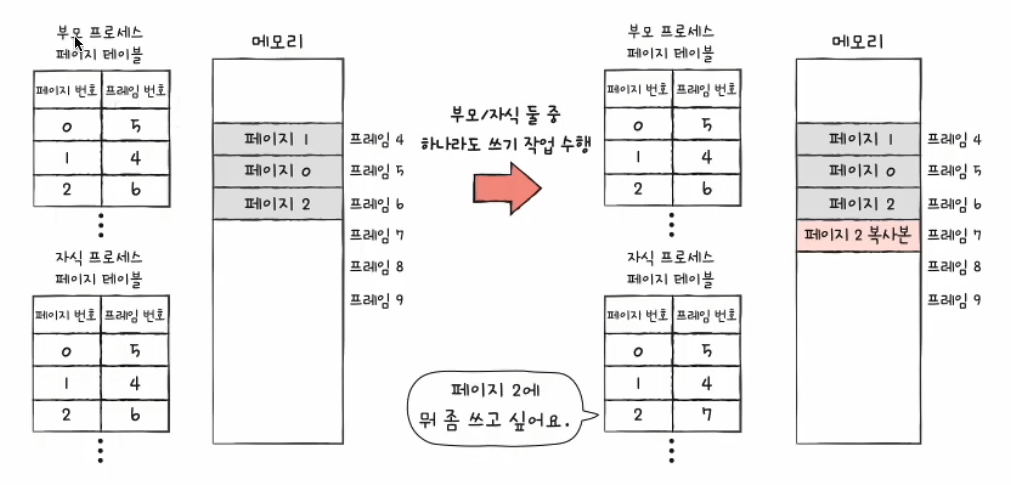 부모 프로세스
페이지 테이블
페이지 번호 프레임 번호
0 5
1 4
2 6
자식 프로세스
페이지 테이블
페이지 번호 프레임 번호
0 5
1 4
2 6
메모리
페이지 1 프레임 4
페이지 0 프레임 5
페이지 2 프레임 6
프레임 7
프레임 8
프레임 9
부모/자식 둘 중
하나라도 쓰기 작업 수행
부모 프로세스
페이지 테이블
페이지 번호 프레임 번호
0 5
1 4
2 6
자식 프로세스
페이지 테이블
페이지 번호 프레임 번호
0 5
1 4
2 7
페이지 2에
뭐 좀 쓰고 싶어요.
메모리
페이지 1 프레임 4
페이지 0 프레임 5
페이지 2 프레임 6
페이지 2 복사본 프레임 7
프레임 8
프레임 9